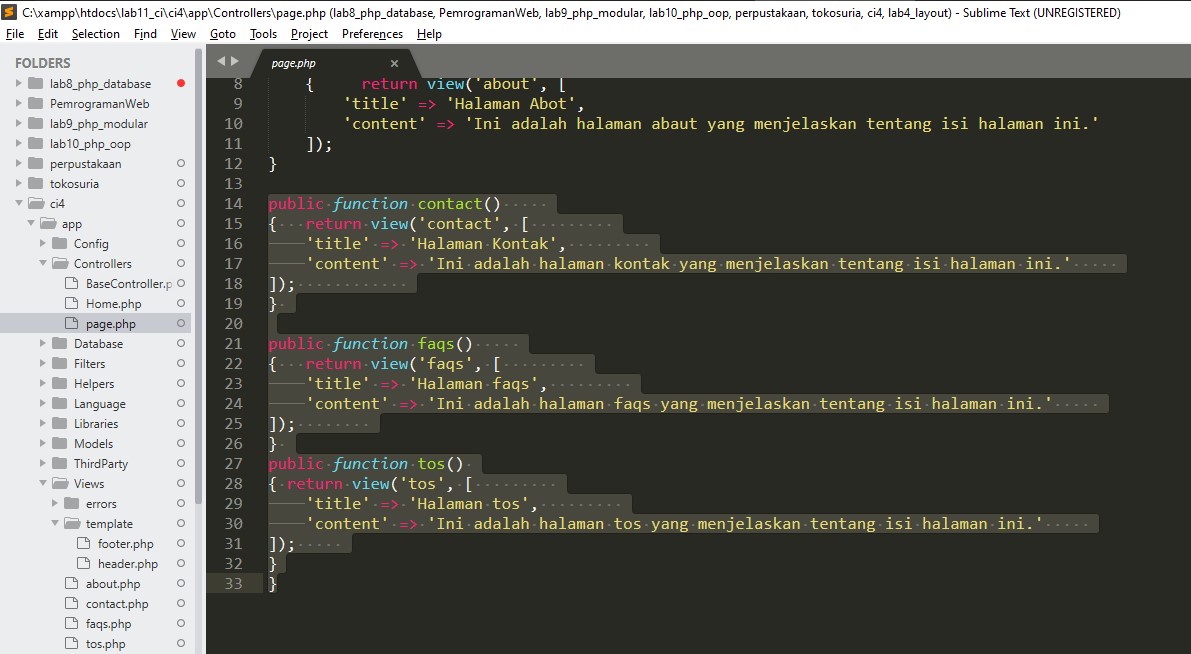 C:\xampp\htdocs\lab11_ci\ci4\app\Controllers\page.php (lab8_php_database, PemrogramanWeb, lab9_php_modular, lab10_php_oop, perpustakaan, tokosuria, ci4, lab4_layout) - Sublime Text (UNREGISTERED)
File Edit Selection Find View Goto Tools Project Preferences Help
FOLDERS
lab8_php_database
PemrogramanWeb
lab9_php_modular
lab10_php_oop
perpustakaan
tokosuria
ci4
app
Config
Controllers
BaseController.p
Home.php
page.php
Database
Filters
Helpers
Language
Libraries
Models
ThirdParty
Views
errors
template
footer.php
header.php
about.php
contact.php
faqs.php
tos.php
page.php ×
8 { return view('about', [
9 'title' => 'Halaman Abot',
10 'content' => 'Ini adalah halaman abaut yang menjelaskan tentang isi halaman ini.'
11 ]);
12 }
13
14 public function contact()
15 { return view('contact', [
16 'title' => 'Halaman Kontak',
17 'content' => 'Ini adalah halaman kontak yang menjelaskan tentang isi halaman ini.'
18 ]);
19 }
20
21 public function faqs()
22 { return view('faqs', [
23 'title' => 'Halaman faqs',
24 'content' => 'Ini adalah halaman faqs yang menjelaskan tentang isi halaman ini.'
25 ]);
26 }
27 public function tos()
28 { return view('tos', [
29 'title' => 'Halaman tos',
30 'content' => 'Ini adalah halaman tos yang menjelaskan tentang isi halaman ini.'
31 ]);
32 }
33 }